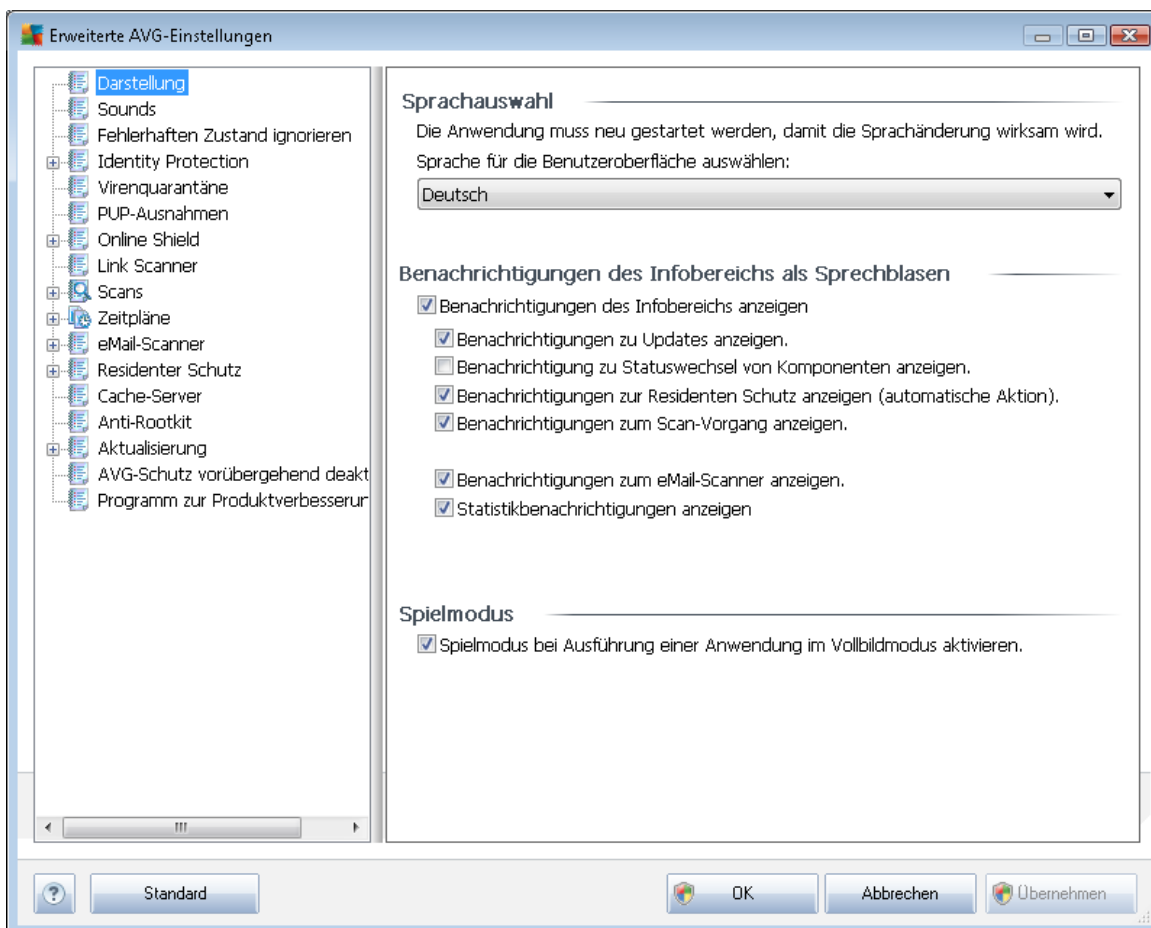 Erweiterte AVG-Einstellungen
Darstellung
Sounds
Fehlerhaften Zustand ignorieren
Identity Protection
Virenquarantäne
PUP-Ausnahmen
Online Shield
Link Scanner
Scans
Zeitpläne
eMail-Scanner
Residenter Schutz
Cache-Server
Anti-Rootkit
Aktualisierung
AVG-Schutz vorübergehend deakt
Programm zur Produktverbesserur
Sprachauswahl
Die Anwendung muss neu gestartet werden, damit die Sprachänderung wirksam wird.
Sprache für die Benutzeroberfläche auswählen:
Deutsch
Benachrichtigungen des Infobereichs als Sprechblasen
Benachrichtigungen des Infobereichs anzeigen
Benachrichtigungen zu Updates anzeigen.
Benachrichtigung zu Statuswechsel von Komponenten anzeigen.
Benachrichtigungen zur Residenten Schutz anzeigen (automatische Aktion).
Benachrichtigungen zum Scan-Vorgang anzeigen.
Benachrichtigungen zum eMail-Scanner anzeigen.
Statistikbenachrichtigungen anzeigen
Spielmodus
Spielmodus bei Ausführung einer Anwendung im Vollbildmodus aktivieren.
?
Standard
OK
Abbrechen
Übernehmen